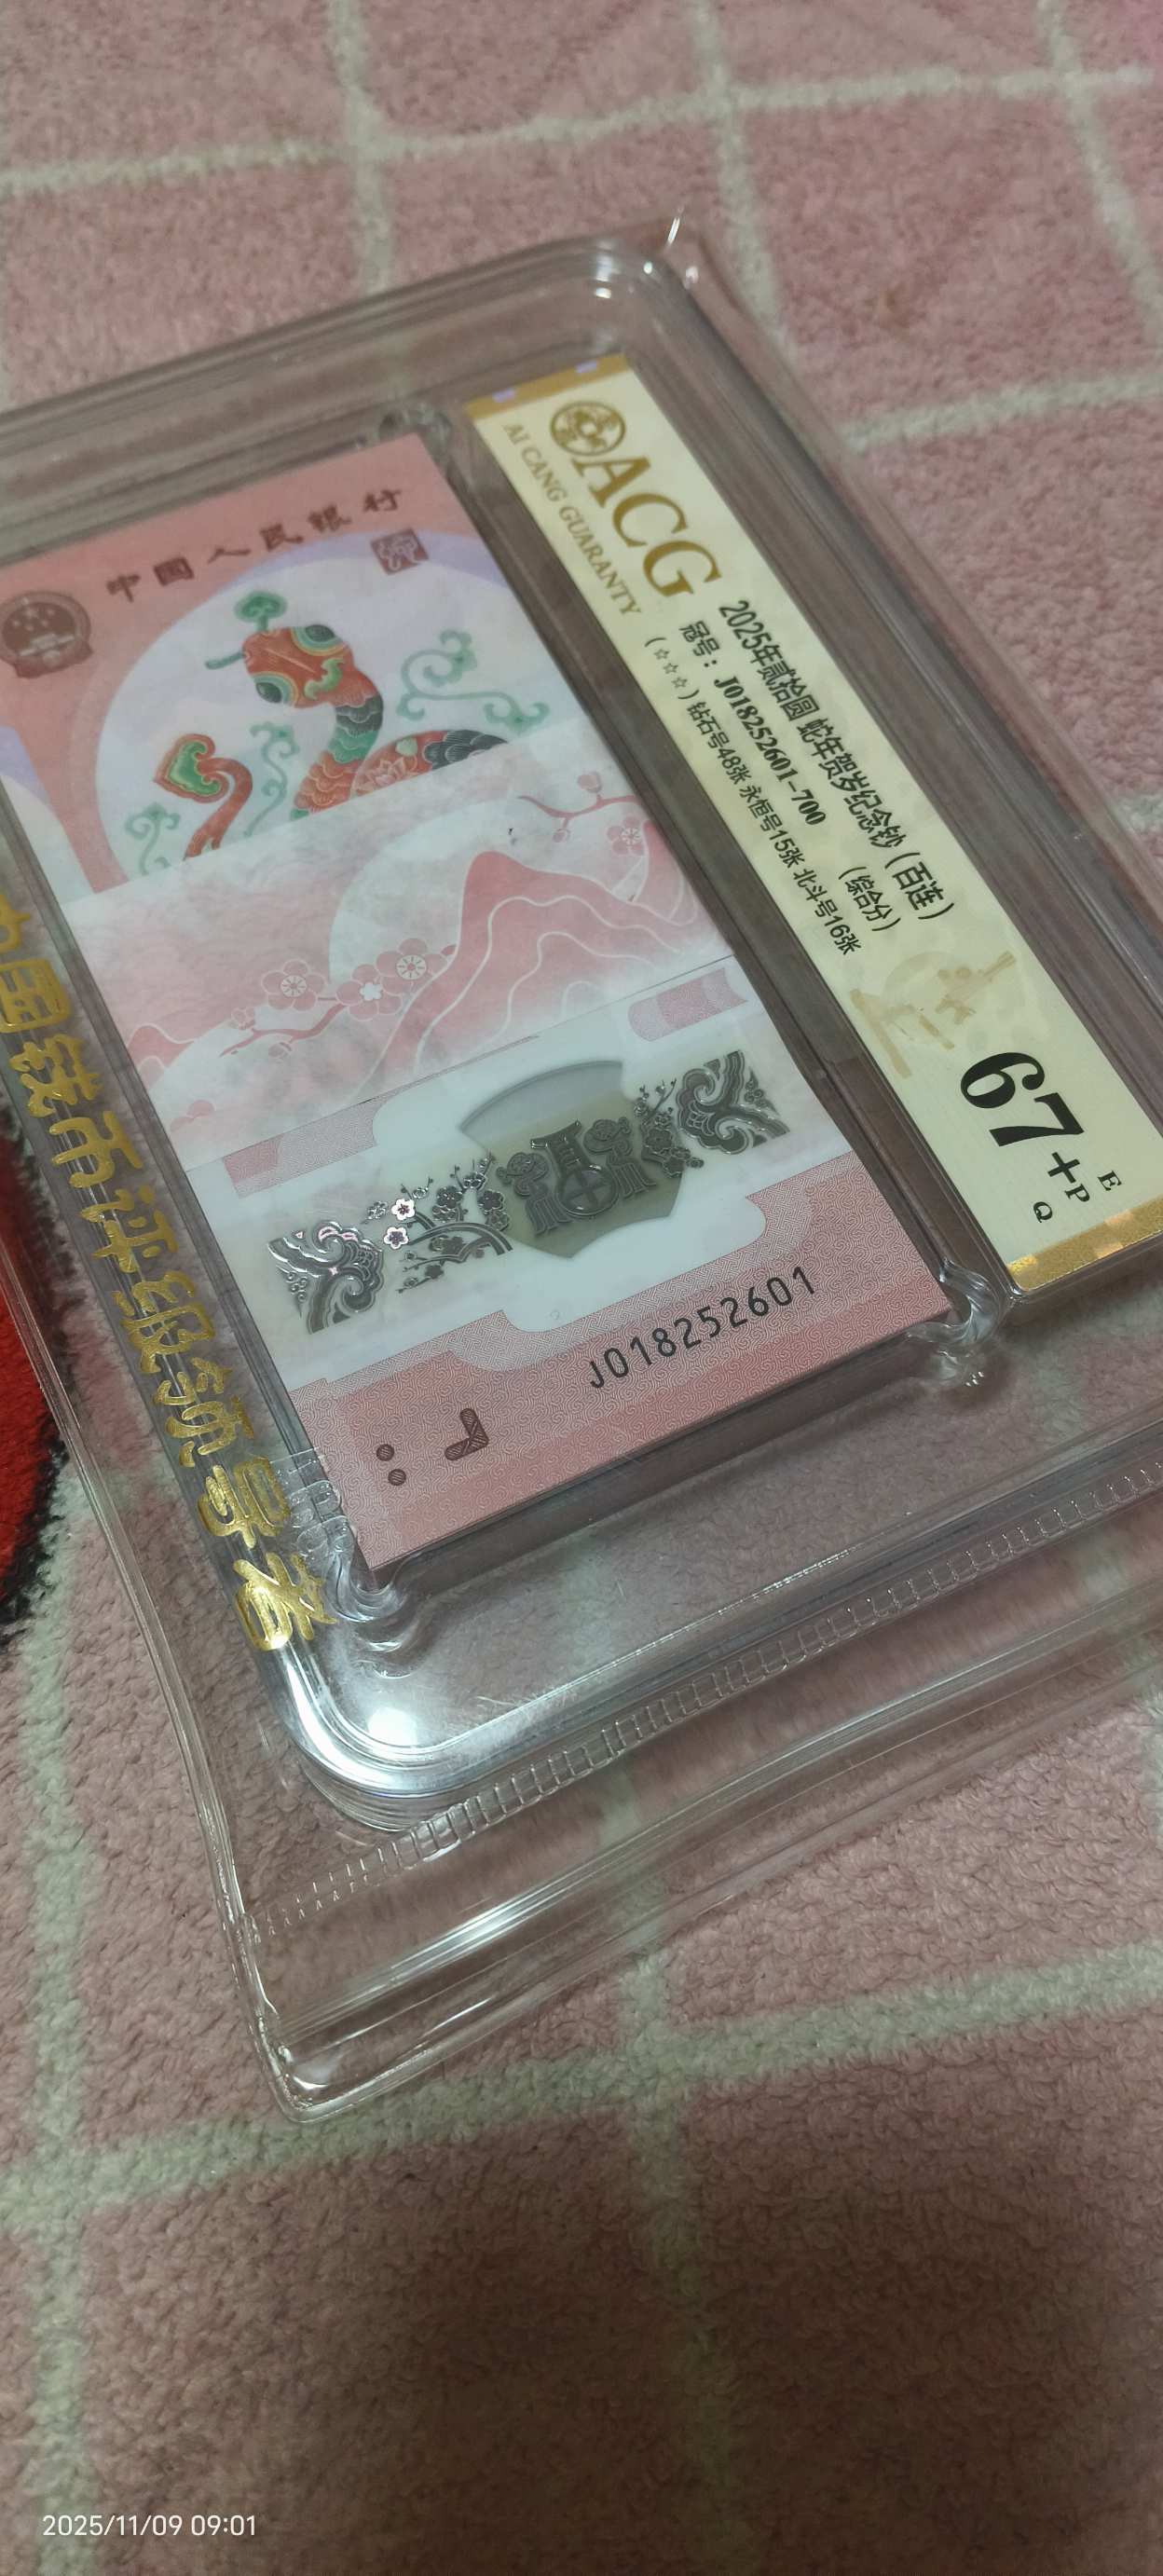 ACG
AI CANG GUARANTY
2025年贰拾圆 蛇年贺岁纪念钞（百连）
冠号：J018252601-700 （综合分）
（☆☆☆）钻石号48张 永恒号15张 北斗号16张
67+
E
P
Q
中國人民銀行
J018252601
中国钱币评级领导者
2025/11/09 09:01